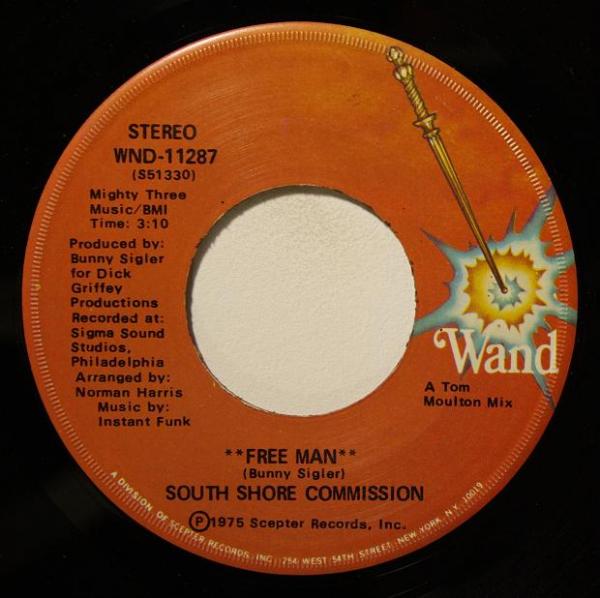 STEREO
WND-11287
(S51330)
Mighty Three
Music/BMI
Time: 3:10
Produced by:
Bunny Sigler
for Dick
Griffey
Productions
Recorded at:
Sigma Sound
Studios,
Philadelphia
Arranged by:
Norman Harris
Music by:
Instant Funk
Wand
A Tom
Moulton Mix
**FREE MAN**
(Bunny Sigler)
SOUTH SHORE COMMISSION
Ⓟ1975 Scepter Records, Inc.
A DIVISION OF SCEPTER RECORDS, INC., 254 WEST 54TH STREET, NEW YORK, N.Y. 10019